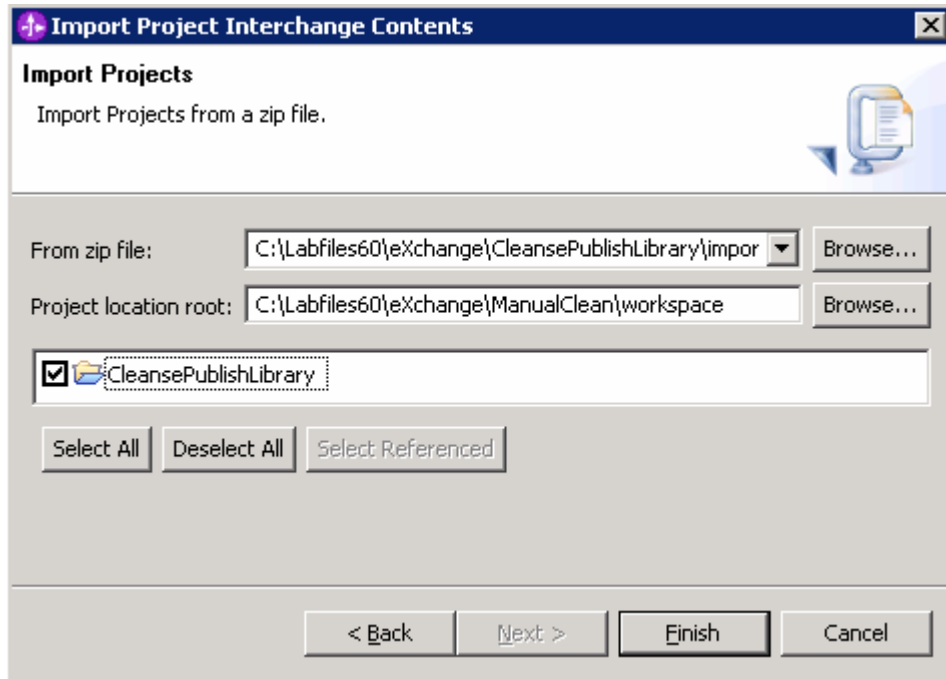 Import Project Interchange Contents
Import Projects
Import Projects from a zip file.
From zip file: C:\Labfiles60\eXchange\CleansePublishLibrary\impor Browse...
Project location root: C:\Labfiles60\eXchange\ManualClean\workspace Browse...
CleansePublishLibrary
Select All Deselect All Select Referenced
< Back Next > Finish Cancel